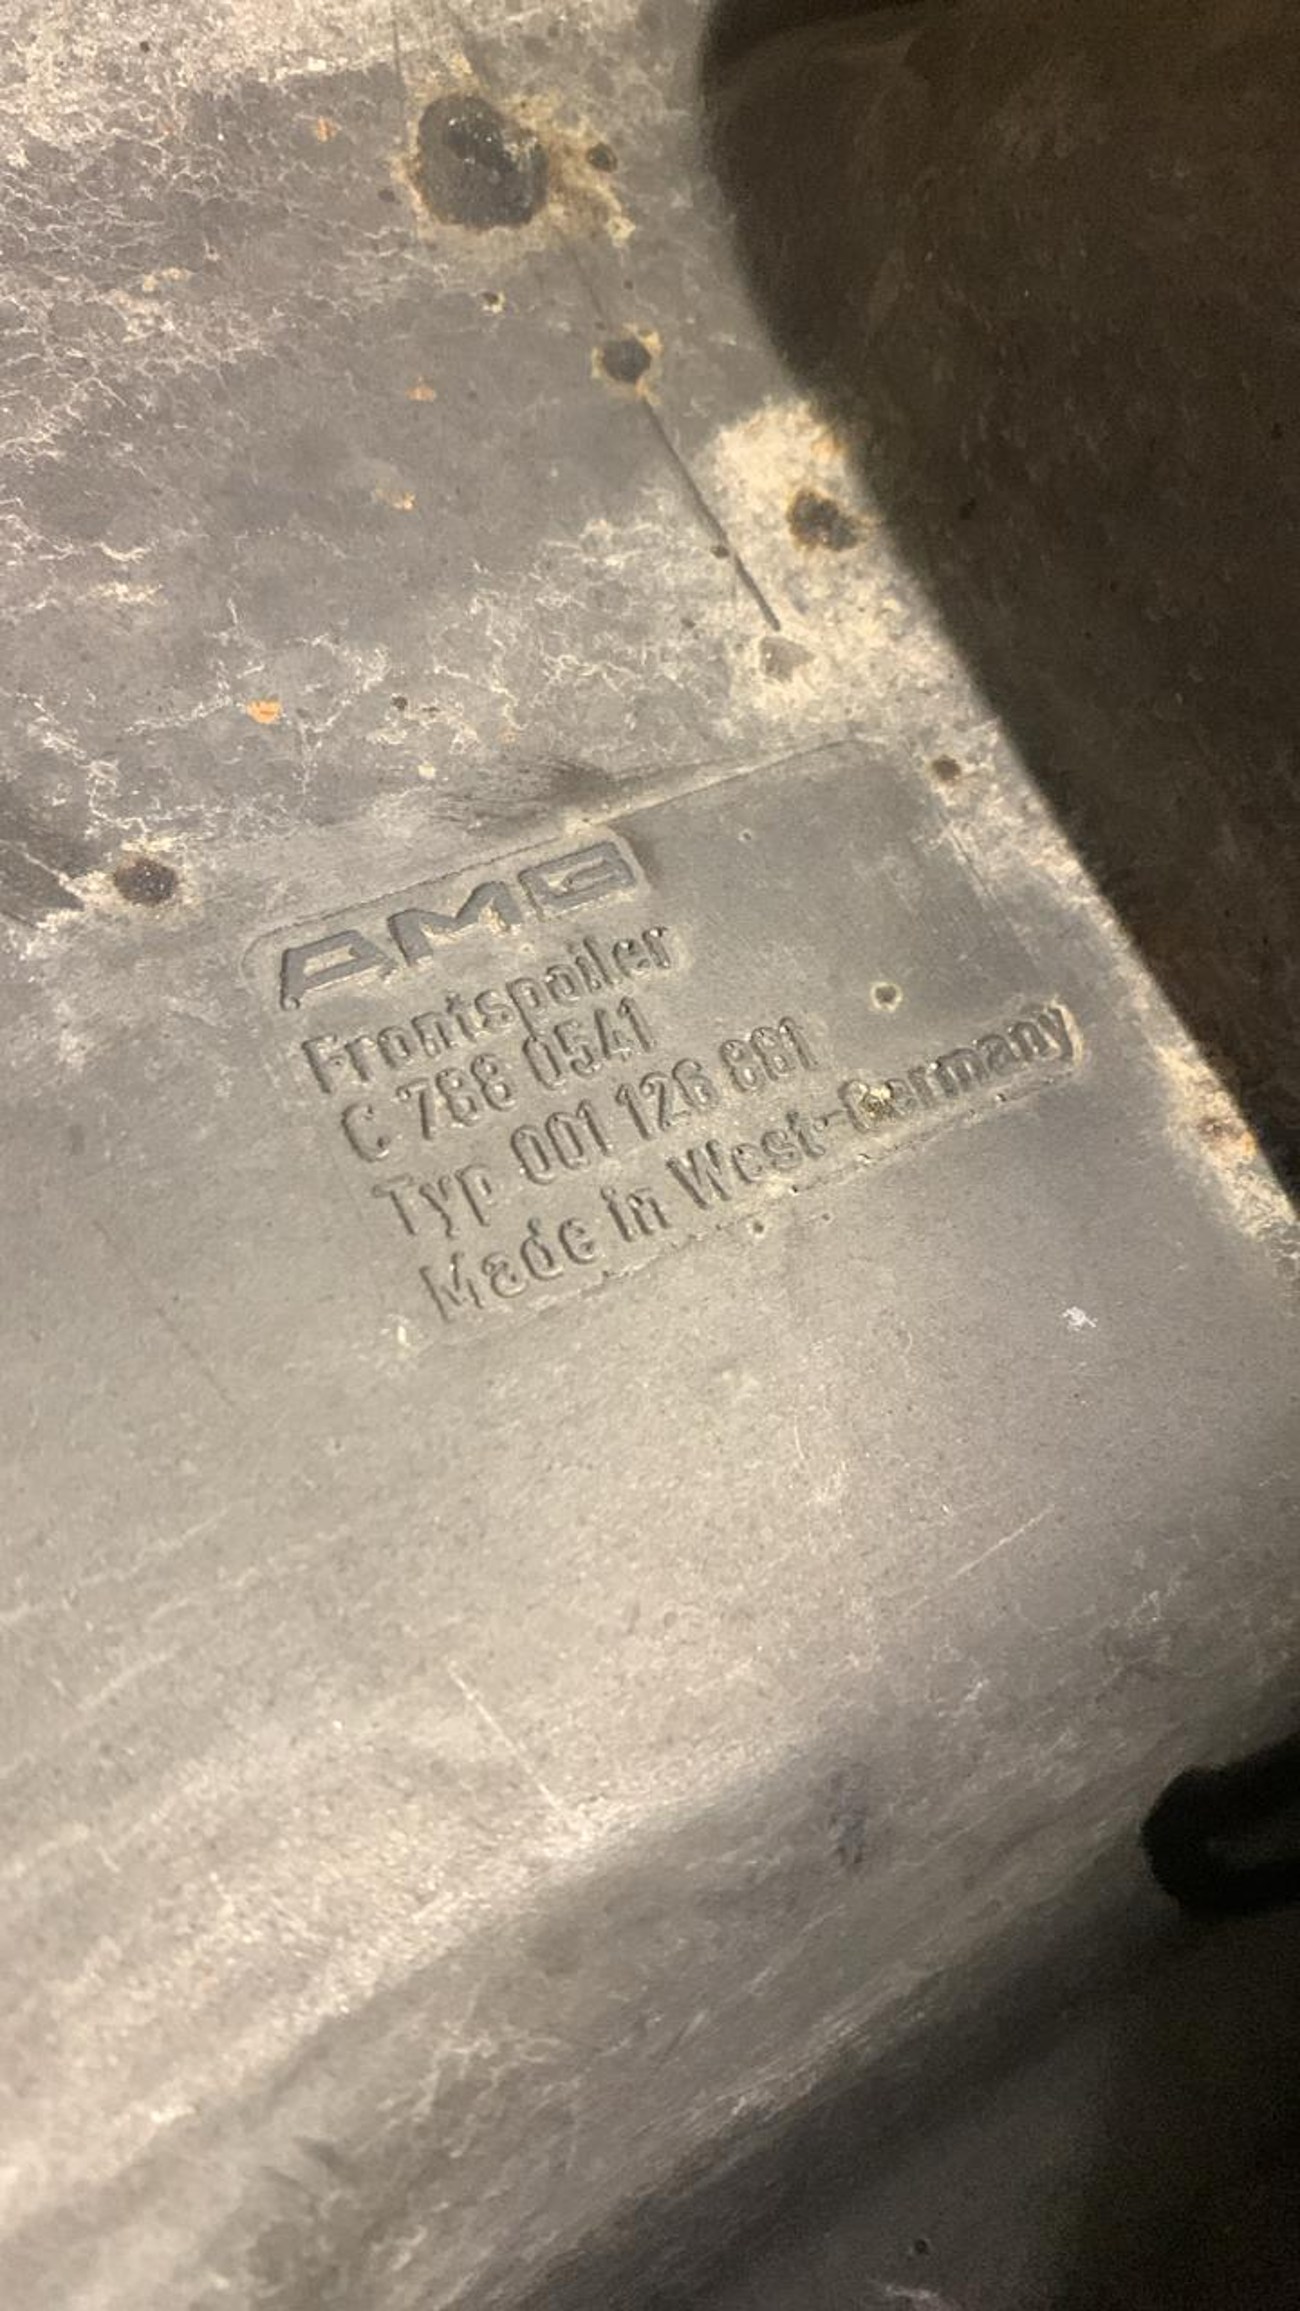 AMG
Frontspoiler
C 788 0541
Typ 001 126 881
Made in West-Germany